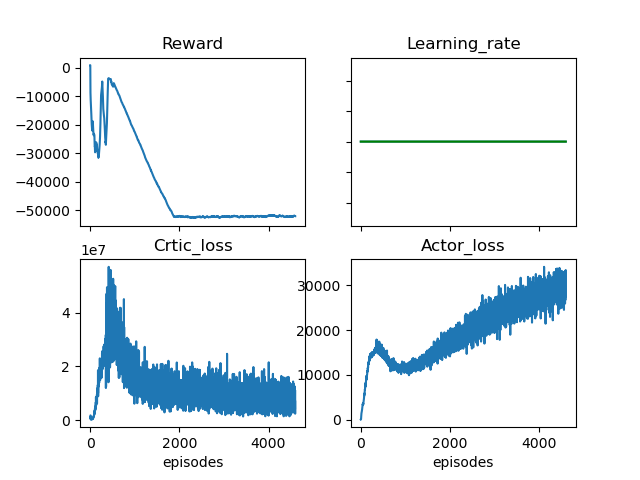 Reward
Learning_rate
0
−10000
−20000
−30000
−40000
−50000
1e7
Crtic_loss
Actor_loss
4
2
0
30000
20000
10000
0
0 2000 4000
0 2000 4000
episodes
episodes